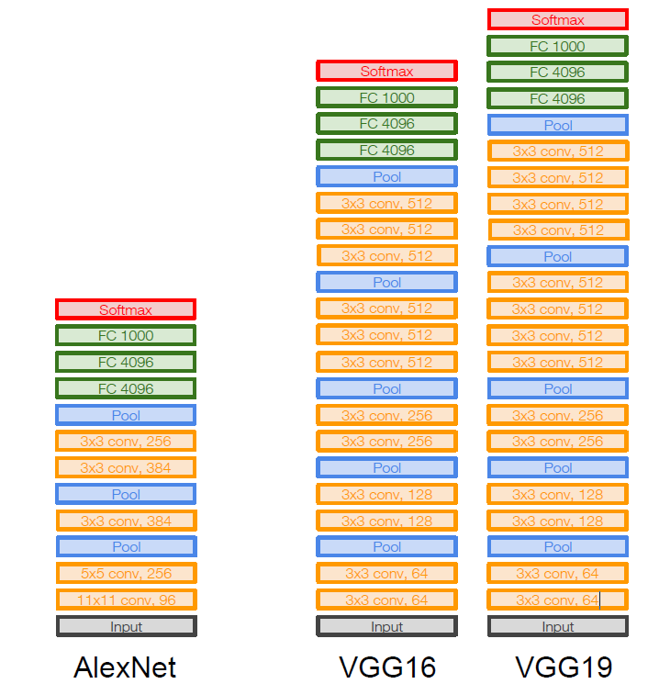 Softmax
FC 1000
FC 4096
FC 4096
Pool
3x3 conv, 256
3x3 conv, 384
Pool
3x3 conv, 384
Pool
5x5 conv, 256
11x11 conv, 96
Input
AlexNet
Softmax
FC 1000
FC 4096
FC 4096
Pool
3x3 conv, 512
3x3 conv, 512
3x3 conv, 512
Pool
3x3 conv, 512
3x3 conv, 512
3x3 conv, 512
Pool
3x3 conv, 256
3x3 conv, 256
Pool
3x3 conv, 128
3x3 conv, 128
Pool
3x3 conv, 64
3x3 conv, 64
Input
VGG16
Softmax
FC 1000
FC 4096
FC 4096
Pool
3x3 conv, 512
3x3 conv, 512
3x3 conv, 512
3x3 conv, 512
Pool
3x3 conv, 512
3x3 conv, 512
3x3 conv, 512
3x3 conv, 512
Pool
3x3 conv, 256
3x3 conv, 256
Pool
3x3 conv, 128
3x3 conv, 128
Pool
3x3 conv, 64
3x3 conv, 64
Input
VGG19